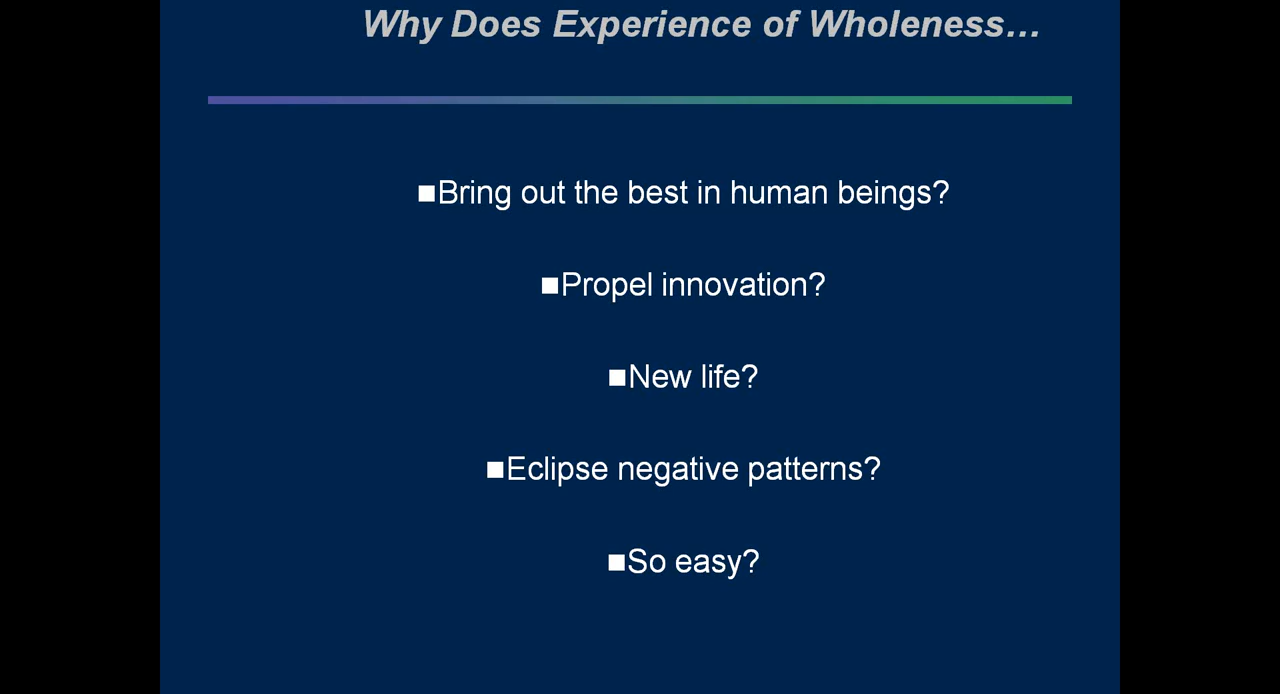 Why Does Experience of Wholeness…
■Bring out the best in human beings?
■Propel innovation?
■New life?
■Eclipse negative patterns?
■So easy?